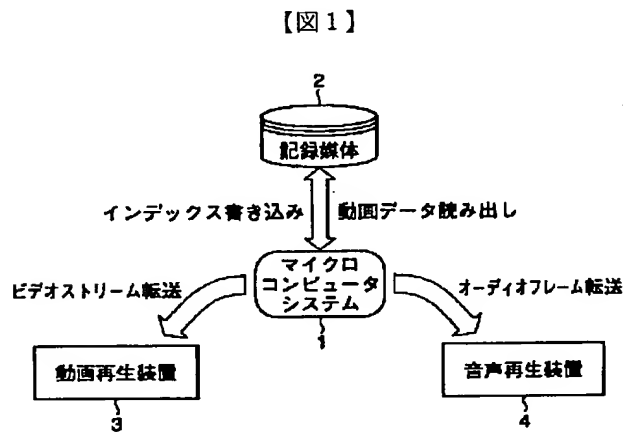 【図1】
2
記録媒体
インデックス書き込み 動画データ読み出し
ビデオストリーム転送
マイクロ
コンピュータ
システム
オーディオフレーム転送
1
動画再生装置
音声再生装置
3
4